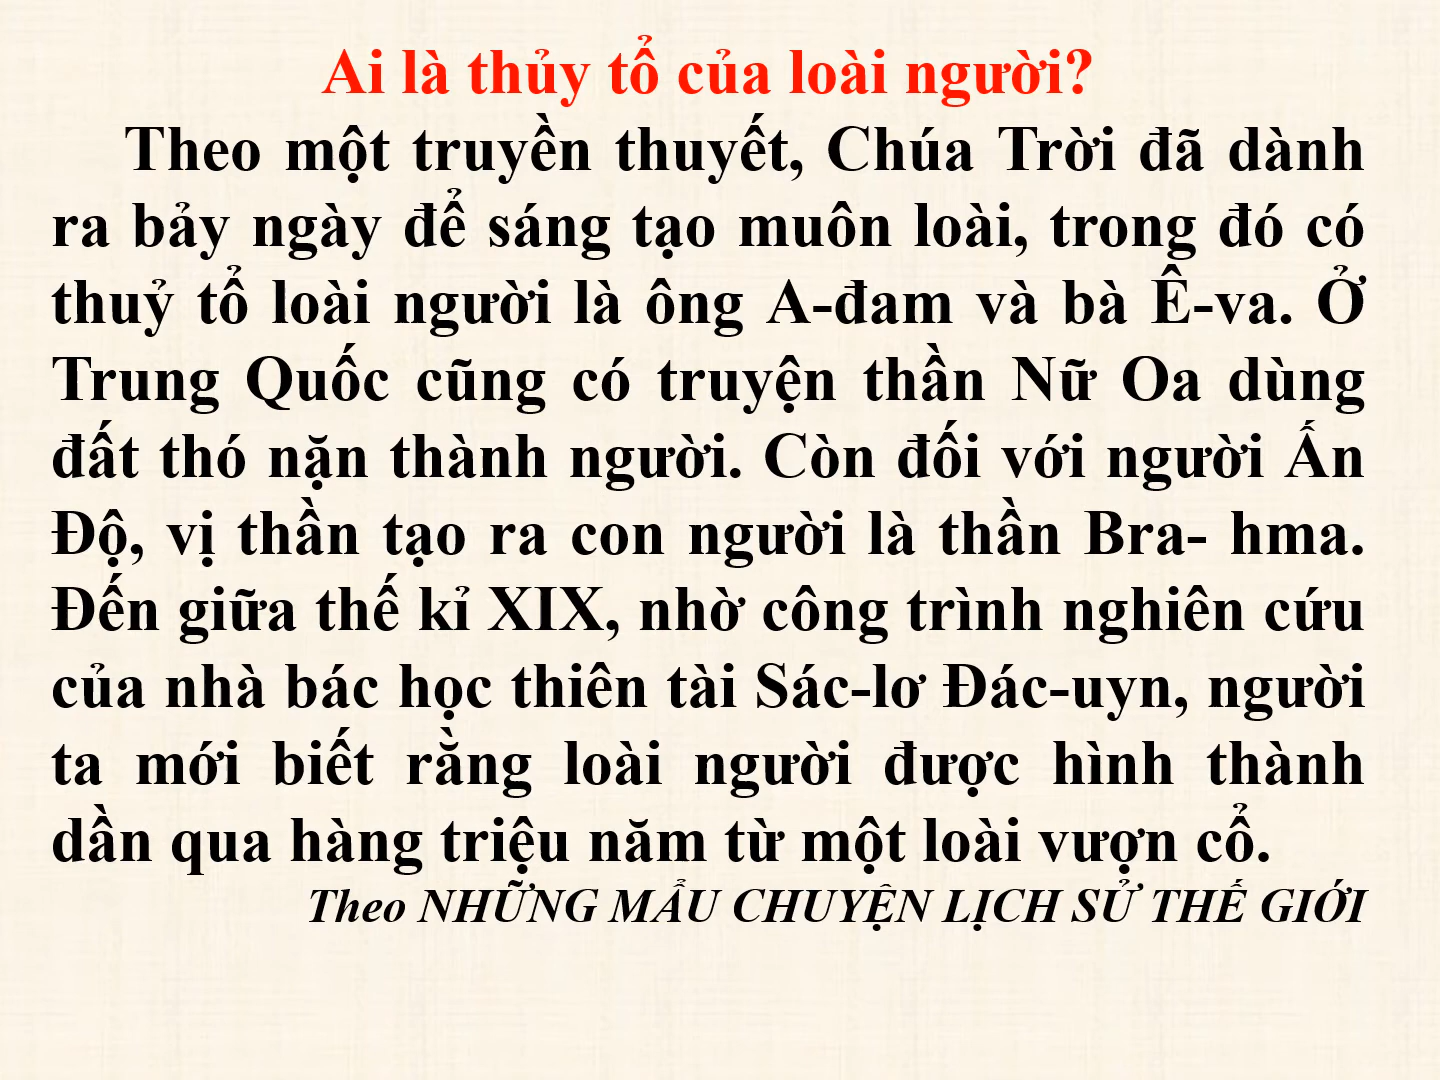 Ai là thủy tổ của loài người?
Theo một truyền thuyết, Chúa Trời đã dành
ra bảy ngày để sáng tạo muôn loài, trong đó có
thuỷ tổ loài người là ông A-đam và bà Ê-va. Ở
Trung Quốc cũng có truyện thần Nữ Oa dùng
đất thó nặn thành người. Còn đối với người Ấn
Độ, vị thần tạo ra con người là thần Bra- hma.
Đến giữa thế kỉ XIX, nhờ công trình nghiên cứu
của nhà bác học thiên tài Sác-lơ Đác-uyn, người
ta mới biết rằng loài người được hình thành
dần qua hàng triệu năm từ một loài vượn cổ.
Theo NHỮNG MẨU CHUYỆN LỊCH SỬ THẾ GIỚI